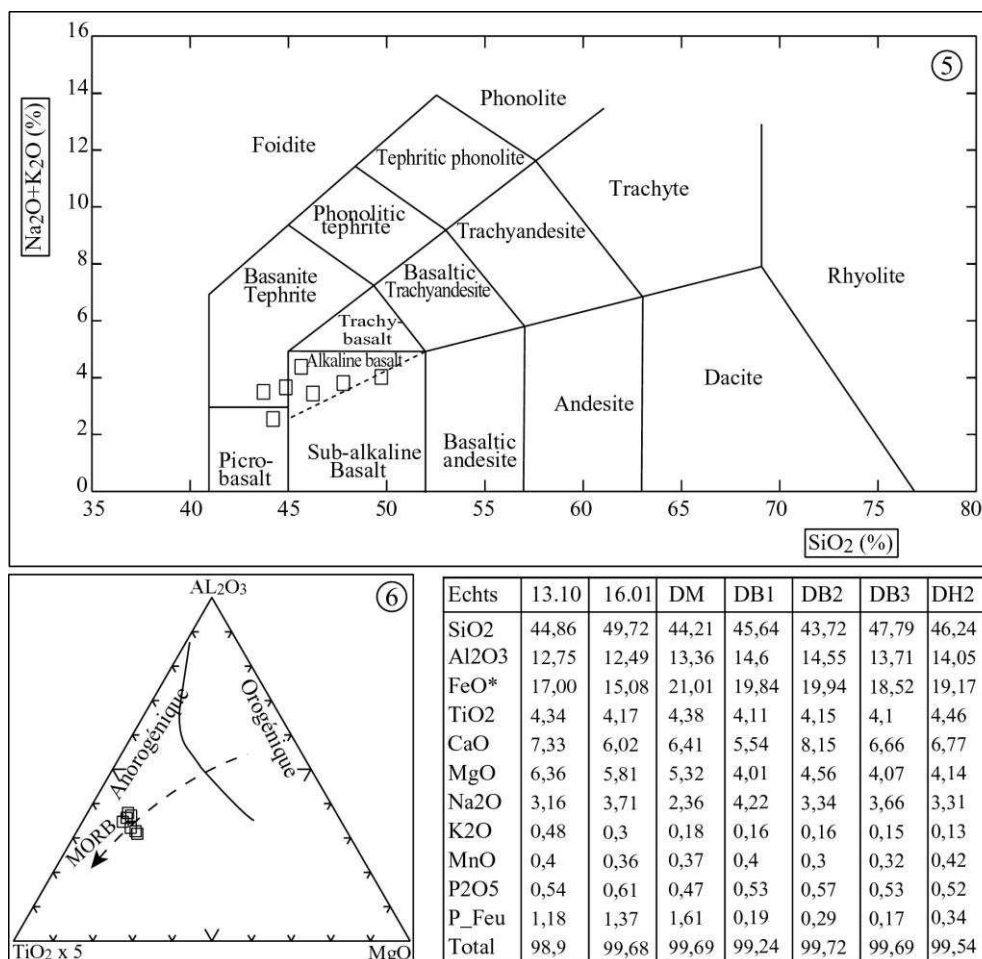 5
Na2O+K2O (%)
16
14
12
10
8
6
4
2
0
Phonolite
Foidite
Tephritic phonolite
Trachyte
Phonolitic
tephrite
Trachyandesite
Basanite
Tephrite
Basaltic
Trachyandesite
Rhyolite
Trachy-
basalt
Alkaline basalt
Dacite
Andesite
Picro-
basalt
Sub-alkaline
Basalt
Basaltic
andesite
35 40 45 50 55 60 65 70 75 80
SiO2 (%)
6
AL2O3
Anorogénique
Orogénique
MORB
TiO2 x 5
MgO
Echts 13.10 16.01 DM DB1 DB2 DB3 DH2
SiO2 44,86 49,72 44,21 45,64 43,72 47,79 46,24
Al2O3 12,75 12,49 13,36 14,6 14,55 13,71 14,05
FeO* 17,00 15,08 21,01 19,84 19,94 18,52 19,17
TiO2 4,34 4,17 4,38 4,11 4,15 4,1 4,46
CaO 7,33 6,02 6,41 5,54 8,15 6,66 6,77
MgO 6,36 5,81 5,32 4,01 4,56 4,07 4,14
Na2O 3,16 3,71 2,36 4,22 3,34 3,66 3,31
K2O 0,48 0,3 0,18 0,16 0,16 0,15 0,13
MnO 0,4 0,36 0,37 0,4 0,3 0,32 0,42
P2O5 0,54 0,61 0,47 0,53 0,57 0,53 0,52
P_Feu 1,18 1,37 1,61 0,19 0,29 0,17 0,34
Total 98,9 99,68 99,69 99,24 99,72 99,69 99,54